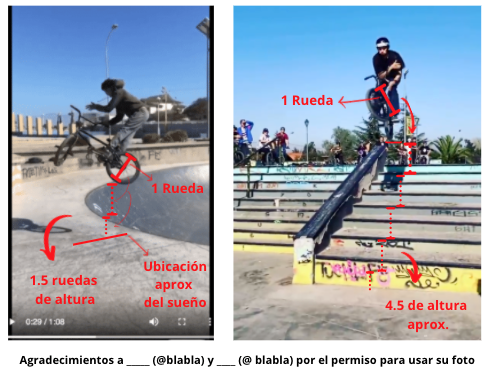 1 Rueda
1.5 ruedas
de altura
Ubicación
aprox
del sueño
0:29 / 1:08
1 Rueda
4.5 de altura
aprox.
Agradecimientos a _____ (@blabla) y ____ (@ blabla) por el permiso para usar su foto